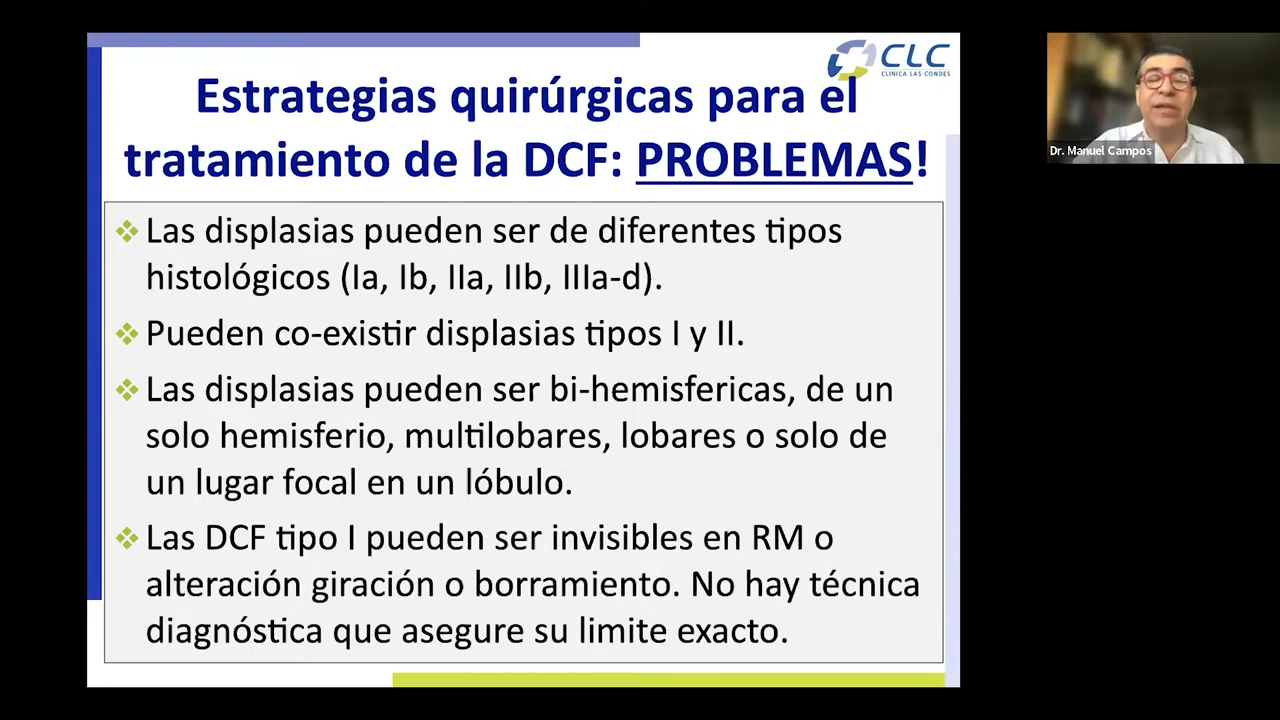 CLC
CLINICA LAS CONDES
Estrategias quirúrgicas para el
tratamiento de la DCF: PROBLEMAS!
Las displasias pueden ser de diferentes tipos
histológicos (Ia, Ib, IIa, IIb, IIIa-d).
Pueden co-existir displasias tipos I y II.
Las displasias pueden ser bi-hemisfericas, de un
solo hemisferio, multilobares, lobares o solo de
un lugar focal en un lóbulo.
Las DCF tipo I pueden ser invisibles en RM o
alteración giración o borramiento. No hay técnica
diagnóstica que asegure su limite exacto.
Dr. Manuel Campos